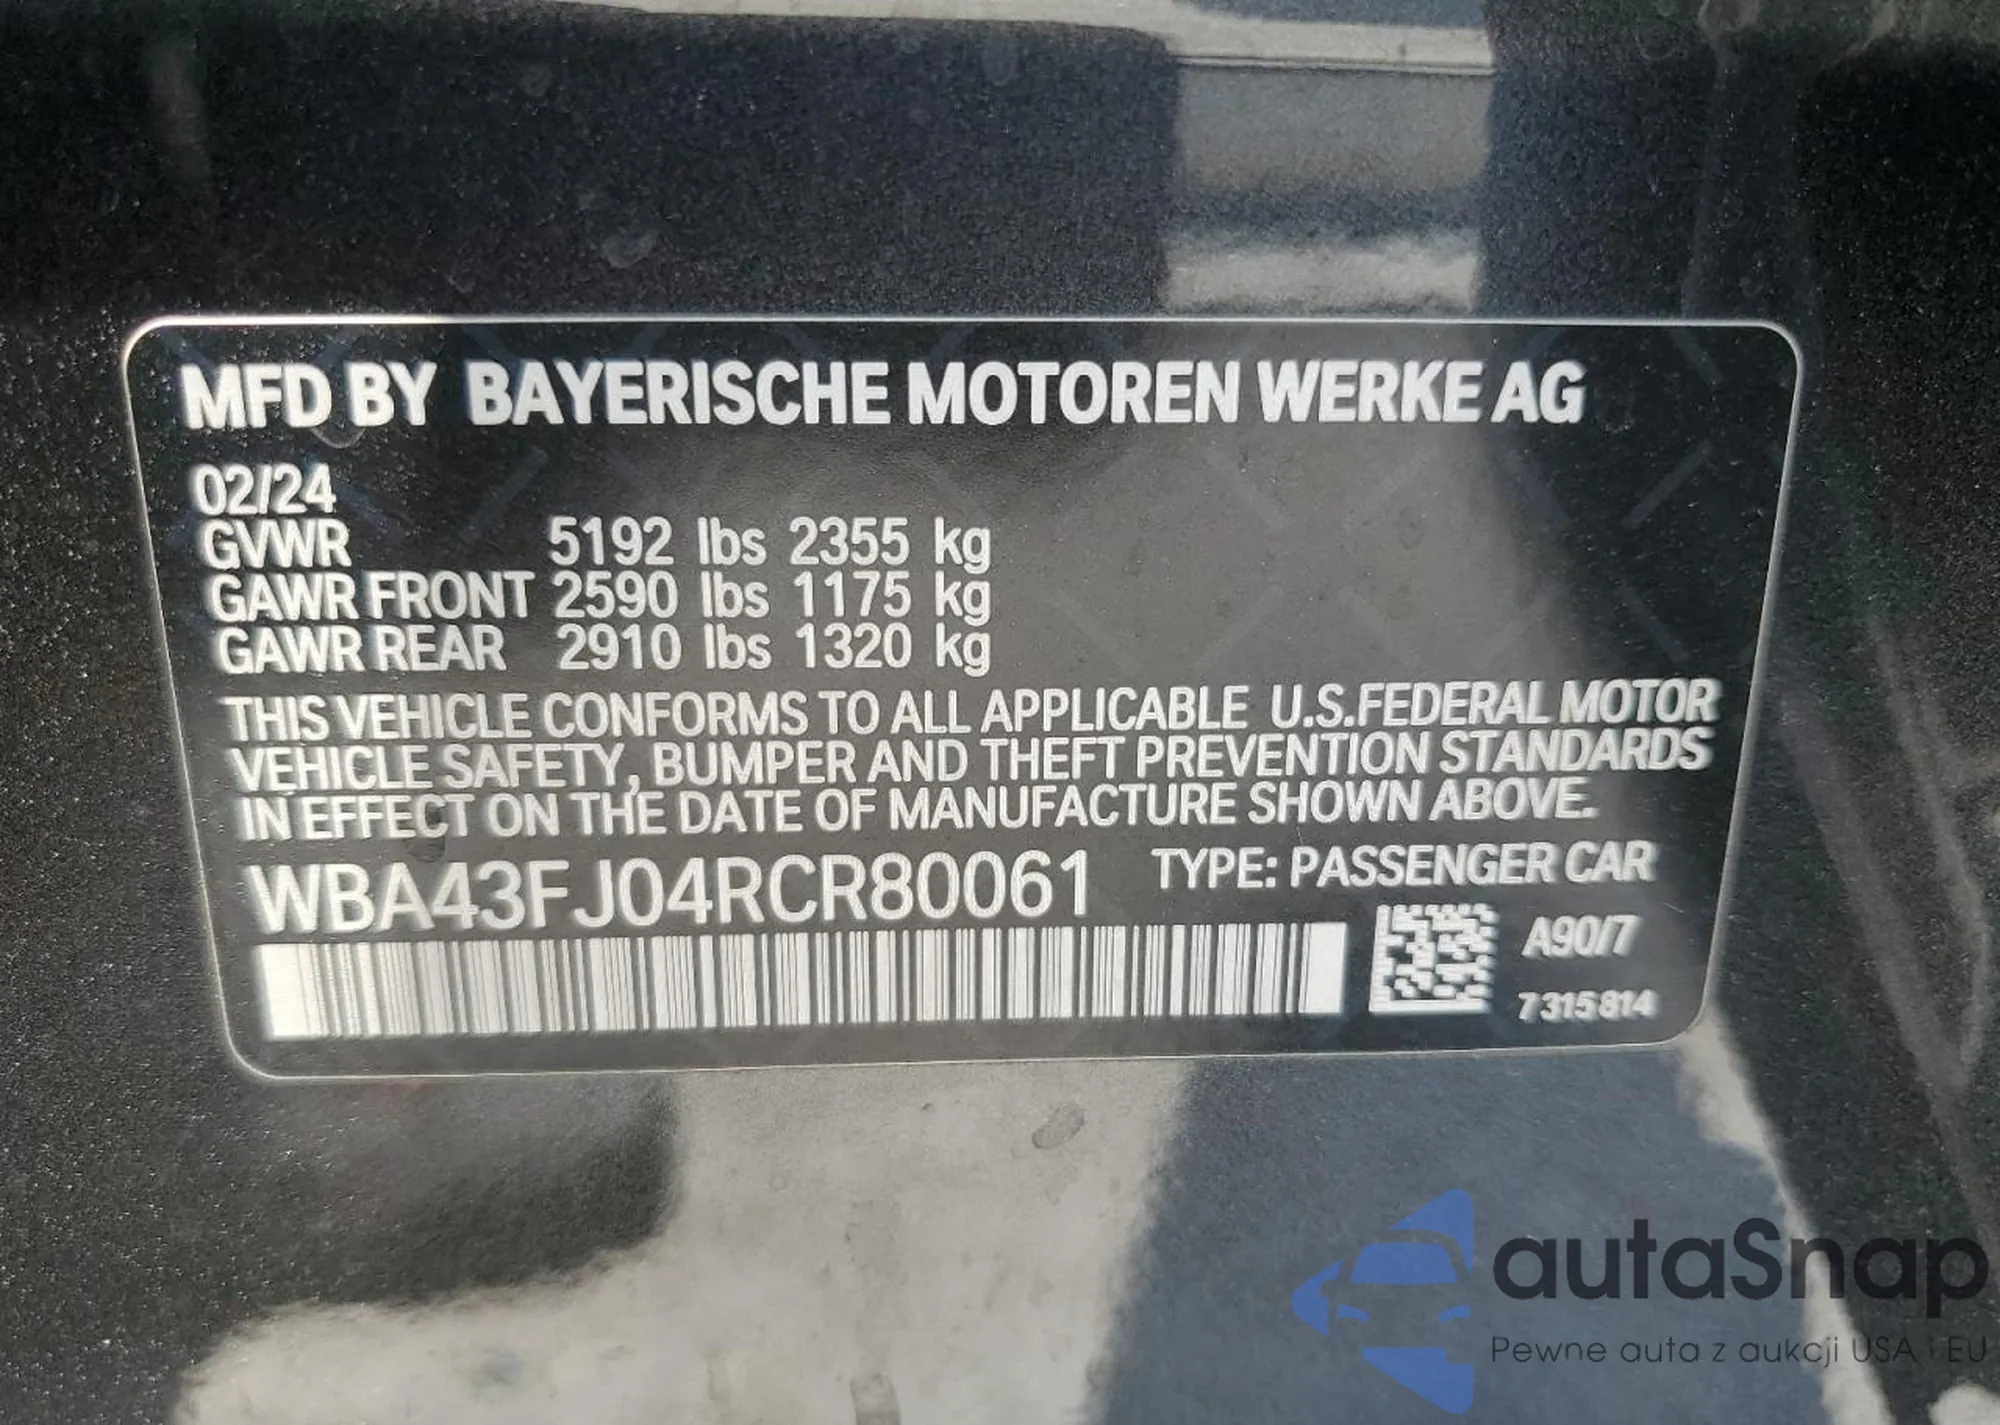 MFD BY BAYERISCHE MOTOREN WERKE AG
02/24
GVWR 5192 lbs 2355 kg
GAWR FRONT 2590 lbs 1175 kg
GAWR REAR 2910 lbs 1320 kg
THIS VEHICLE CONFORMS TO ALL APPLICABLE U.S.FEDERAL MOTOR
VEHICLE SAFETY, BUMPER AND THEFT PREVENTION STANDARDS
IN EFFECT ON THE DATE OF MANUFACTURE SHOWN ABOVE.
WBA43FJ04RCR80061 TYPE: PASSENGER CAR
A90/7
7315814
autaSnap
Pewne auta z aukcji USA i EU